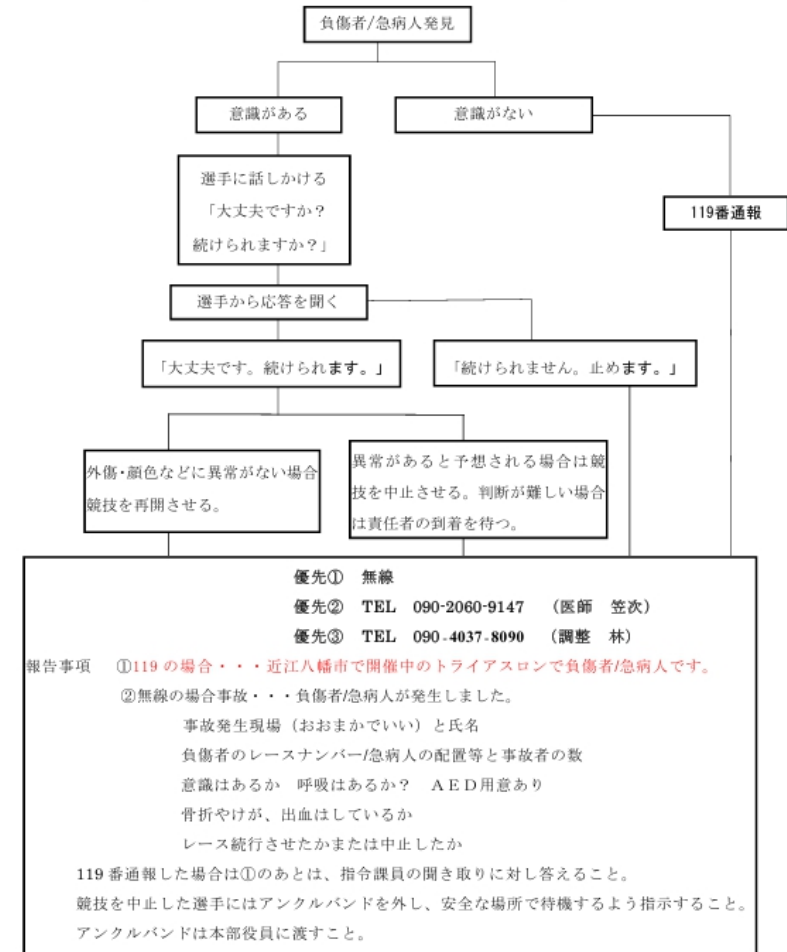 負傷者/急病人発見
意識がある
意識がない
選手に話しかける
「大丈夫ですか?
続けられますか?」
119番通報
選手から応答を聞く
「大丈夫です。続けられます。」
「続けられません。止めます。」
外傷・顔色などに異常がない場合
競技を再開させる。
異常があると予想される場合は競
技を中止させる。判断が難しい場合
は責任者の到着を待つ。
優先① 無線
優先② TEL 090-2060-9147 (医師 笠次)
優先③ TEL 090-4037-8090 (調整 林)
報告事項 ①119 の場合・・・近江八幡市で開催中のトライアスロンで負傷者/急病人です。
②無線の場合事故・・・負傷者/急病人が発生しました。
事故発生現場(おおまかでいい)と氏名
負傷者のレースナンバー/急病人の配置等と事故者の数
意識はあるか 呼吸はあるか? AED用意あり
骨折やけが、出血はしているか
レース続行させたかまたは中止したか
119 番通報した場合は①のあとは、指令課員の聞き取りに対し答えること。
競技を中止した選手にはアンクルバンドを外し、安全な場所で待機するよう指示すること。
アンクルバンドは本部役員に渡すこと。